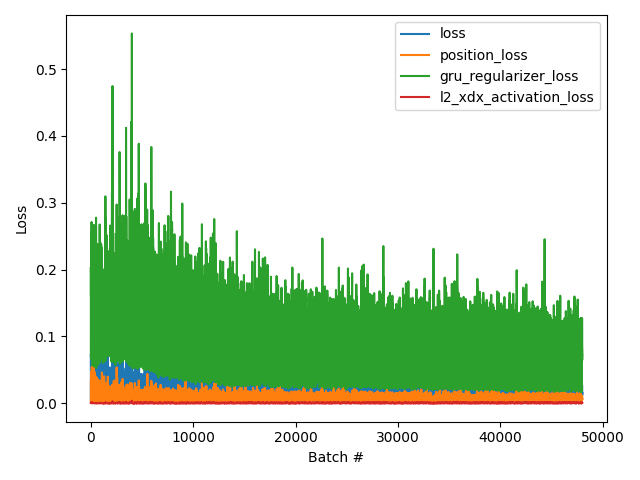 loss
position_loss
gru_regularizer_loss
l2_xdx_activation_loss
0.5
0.4
0.3
0.2
0.1
0.0
Loss
0 10000 20000 30000 40000 50000
Batch #